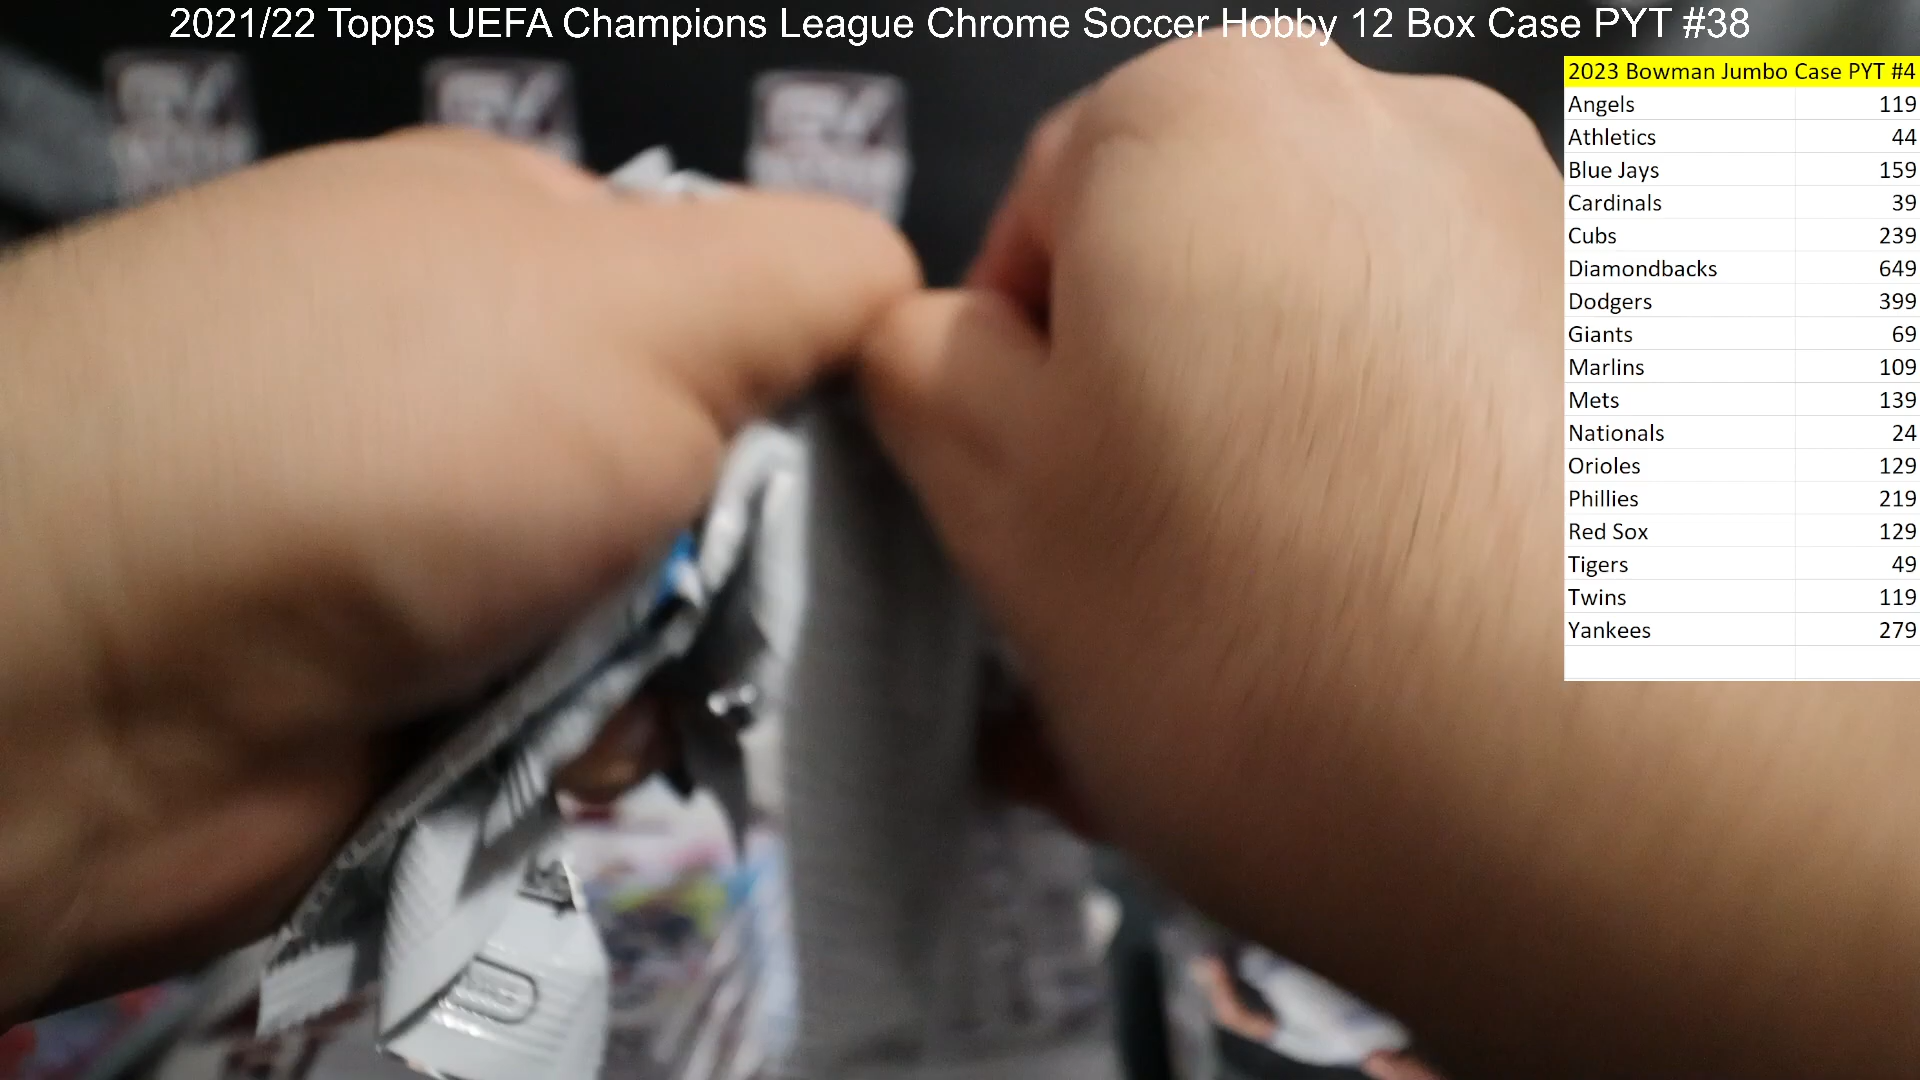 2021/22 Topps UEFA Champions League Chrome Soccer Hobby 12 Box Case PYT #38
2023 Bowman Jumbo Case PYT #4
Angels 119
Athletics 44
Blue Jays 159
Cardinals 39
Cubs 239
Diamondbacks 649
Dodgers 399
Giants 69
Marlins 109
Mets 139
Nationals 24
Orioles 129
Phillies 219
Red Sox 129
Tigers 49
Twins 119
Yankees 279